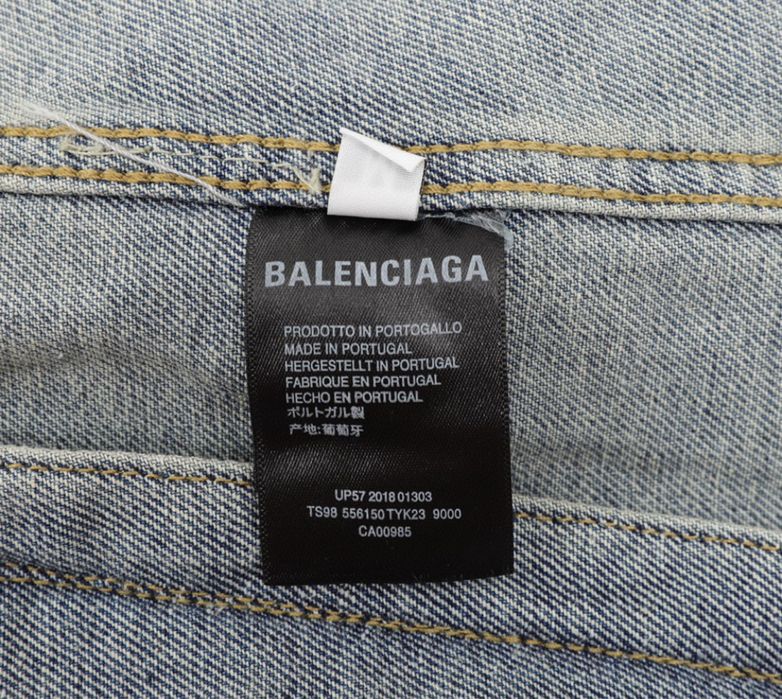 BALENCIAGA
PRODOTTO IN PORTOGALLO
MADE IN PORTUGAL
HERGESTELLT IN PORTUGAL
FABRIQUE EN PORTUGAL
HECHO EN PORTUGAL
ポルトガル製
产地:葡萄牙
UP57 2018 01303
TS98 556150 TYK23 9000
CA00985